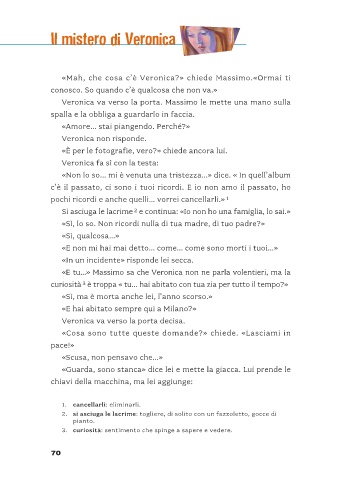 Il mistero di Veronica
«Mah, che cosa c'è Veronica?» chiede Massimo.«Ormai ti
conosco. So quando c'è qualcosa che non va.»
Veronica va verso la porta. Massimo le mette una mano sulla
spalla e la obbliga a guardarlo in faccia.
«Amore... stai piangendo. Perché?»
Veronica non risponde.
«È per le fotografie, vero?» chiede ancora lui.
Veronica fa sì con la testa:
«Non lo so... mi è venuta una tristezza...» dice. « In quell'album
c'è il passato, ci sono i tuoi ricordi. E io non amo il passato, ho
pochi ricordi e anche quelli... vorrei cancellarli.» 1
Si asciuga le lacrime 2 e continua: «Io non ho una famiglia, lo sai.»
«Sì, lo so. Non ricordi nulla di tua madre, di tuo padre?»
«Sì, qualcosa...»
«E non mi hai mai detto... come... come sono morti i tuoi...»
«In un incidente» risponde lei secca.
«E tu...» Massimo sa che Veronica non ne parla volentieri, ma la
curiosità 3 è troppa « tu... hai abitato con tua zia per tutto il tempo?»
«Sì, ma è morta anche lei, l'anno scorso.»
«E hai abitato sempre qui a Milano?»
Veronica va verso la porta decisa.
«Cosa sono tutte queste domande?» chiede. «Lasciami in
pace!»
«Scusa, non pensavo che...»
«Guarda, sono stanca» dice lei e mette la giacca. Lui prende le
chiavi della macchina, ma lei aggiunge:
1. cancellarli: eliminarli.
2. si asciuga le lacrime: togliere, di solito con un fazzoletto, gocce di
pianto.
3. curiosità: sentimento che spinge a sapere e vedere.
70